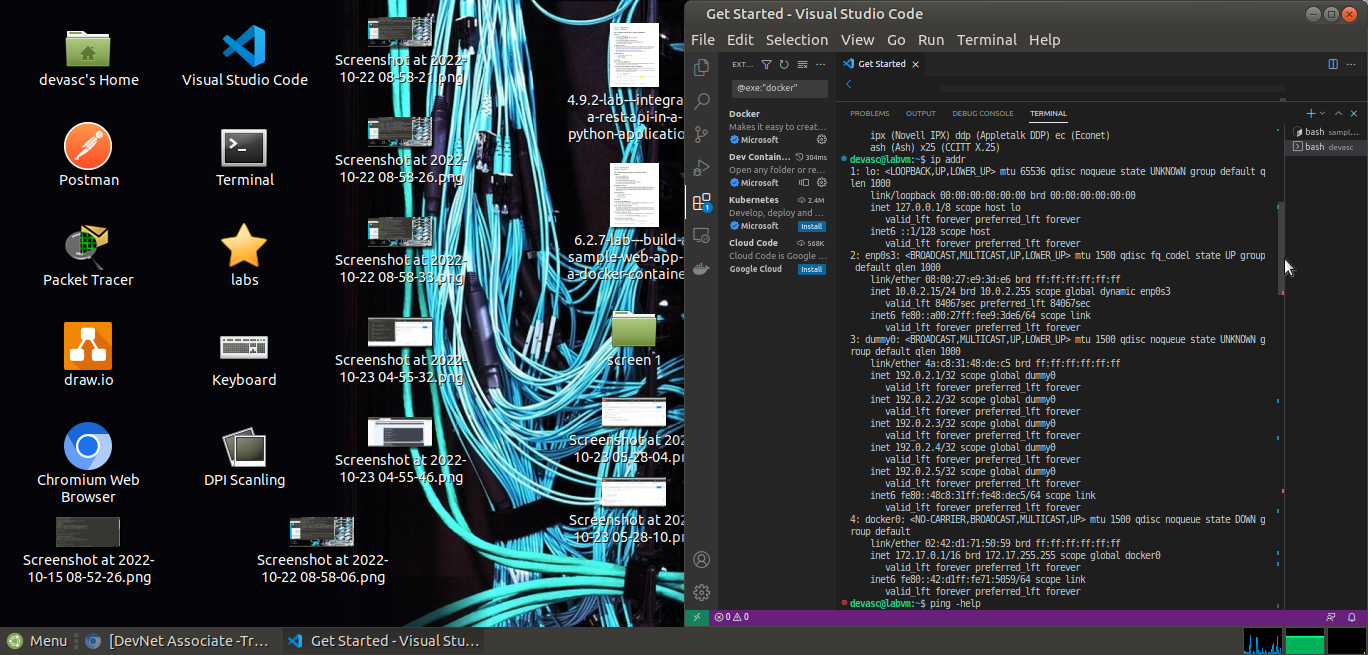 devasc's Home
Visual Studio Code
Screenshot at 2022-
10-22 08-58-21.png
4.9.2-lab---integra
a-rest-api-in-a-
python-applicatio
Postman
Terminal
Screenshot at 2022-
10-22 08-58-26.png
Packet Tracer
labs
Screenshot at 2022-
10-22 08-58-33.png
6.2.7-lab---build-a
sample-web-app-
a-docker-containe
draw.io
Keyboard
Screenshot at 2022-
10-23 04-55-32.png
screen 1
Chromium Web
Browser
DPI Scanling
Screenshot at 2022-
10-23 04-55-46.png
Screenshot at 202
10-23 05-28-04.pr
Screenshot at 2022-
10-15 08-52-26.png
Screenshot at 2022-
10-22 08-58-06.png
Screenshot at 202
10-23 05-28-10.pr
Get Started - Visual Studio Code
File Edit Selection View Go Run Terminal Help
EXT...
Get Started
@exe:"docker"
Docker
Makes it easy to creat...
Microsoft
Dev Contain... 304ms
Open any folder or re...
Microsoft
Kubernetes 2.4M
Develop, deploy and ...
Microsoft Install
Cloud Code 568K
Cloud Code is Google ...
Google Cloud Install
1
PROBLEMS OUTPUT DEBUG CONSOLE TERMINAL
bash sampl...
bash devasc
ipx (Novell IPX) ddp (Appletalk DDP) ec (Econet)
ash (Ash) x25 (CCITT X.25)
devasc@labvm:~$ ip addr
1: lo: <LOOPBACK,UP,LOWER_UP> mtu 65536 qdisc noqueue state UNKNOWN group default q
len 1000
link/loopback 00:00:00:00:00:00 brd 00:00:00:00:00:00
inet 127.0.0.1/8 scope host lo
valid_lft forever preferred_lft forever
inet6 ::1/128 scope host
valid_lft forever preferred_lft forever
2: enp0s3: <BROADCAST,MULTICAST,UP,LOWER_UP> mtu 1500 qdisc fq_codel state UP group
default qlen 1000
link/ether 08:00:27:e9:3d:e6 brd ff:ff:ff:ff:ff:ff
inet 10.0.2.15/24 brd 10.0.2.255 scope global dynamic enp0s3
valid_lft 84067sec preferred_lft 84067sec
inet6 fe80::a00:27ff:fee9:3de6/64 scope link
valid_lft forever preferred_lft forever
3: dummy0: <BROADCAST,MULTICAST,UP,LOWER_UP> mtu 1500 qdisc noqueue state UNKNOWN g
roup default qlen 1000
link/ether 4a:c8:31:48:de:c5 brd ff:ff:ff:ff:ff:ff
inet 192.0.2.1/32 scope global dummy0
valid_lft forever preferred_lft forever
inet 192.0.2.2/32 scope global dummy0
valid_lft forever preferred_lft forever
inet 192.0.2.3/32 scope global dummy0
valid_lft forever preferred_lft forever
inet 192.0.2.4/32 scope global dummy0
valid_lft forever preferred_lft forever
inet 192.0.2.5/32 scope global dummy0
valid_lft forever preferred_lft forever
inet6 fe80::48c8:31ff:fe48:dec5/64 scope link
valid_lft forever preferred_lft forever
4: docker0: <NO-CARRIER,BROADCAST,MULTICAST,UP> mtu 1500 qdisc noqueue state DOWN g
roup default
link/ether 02:42:d1:71:50:59 brd ff:ff:ff:ff:ff:ff
inet 172.17.0.1/16 brd 172.17.255.255 scope global docker0
valid_lft forever preferred_lft forever
inet6 fe80::42:d1ff:fe71:5059/64 scope link
valid_lft forever preferred_lft forever
devasc@labvm:~$ ping -help
0 0
Menu
[DevNet Associate -Tr...
Get Started - Visual Stu...